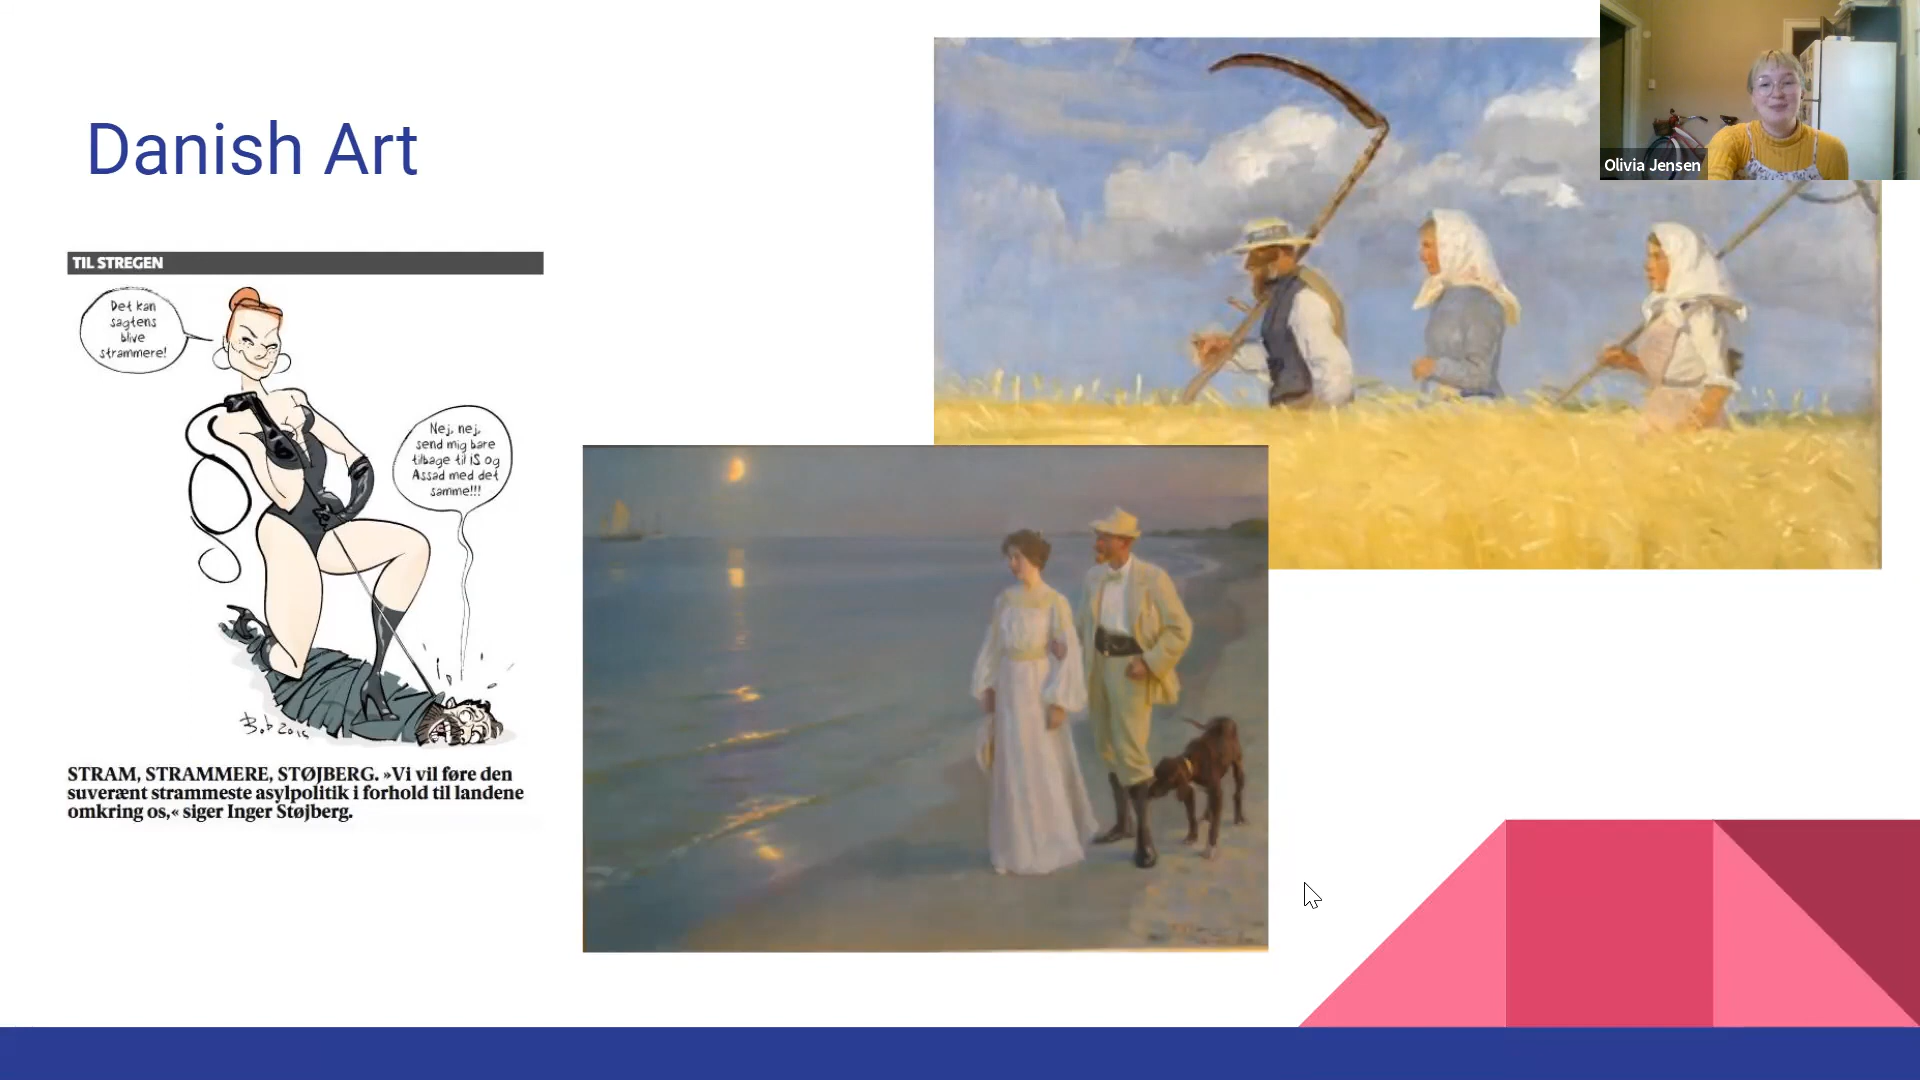 Danish Art
Olivia Jensen
TIL STREGEN
Det kan
sagtens
blive
strammere!
Nej, nej,
send mig bare
tilbage til IS og
Assad med det
samme!!!
Bob 2015
STRAM, STRAMMERE, STØJBERG. »Vi vil føre den
suverænt strammeste asylpolitik i forhold til landene
omkring os,« siger Inger Støjberg.